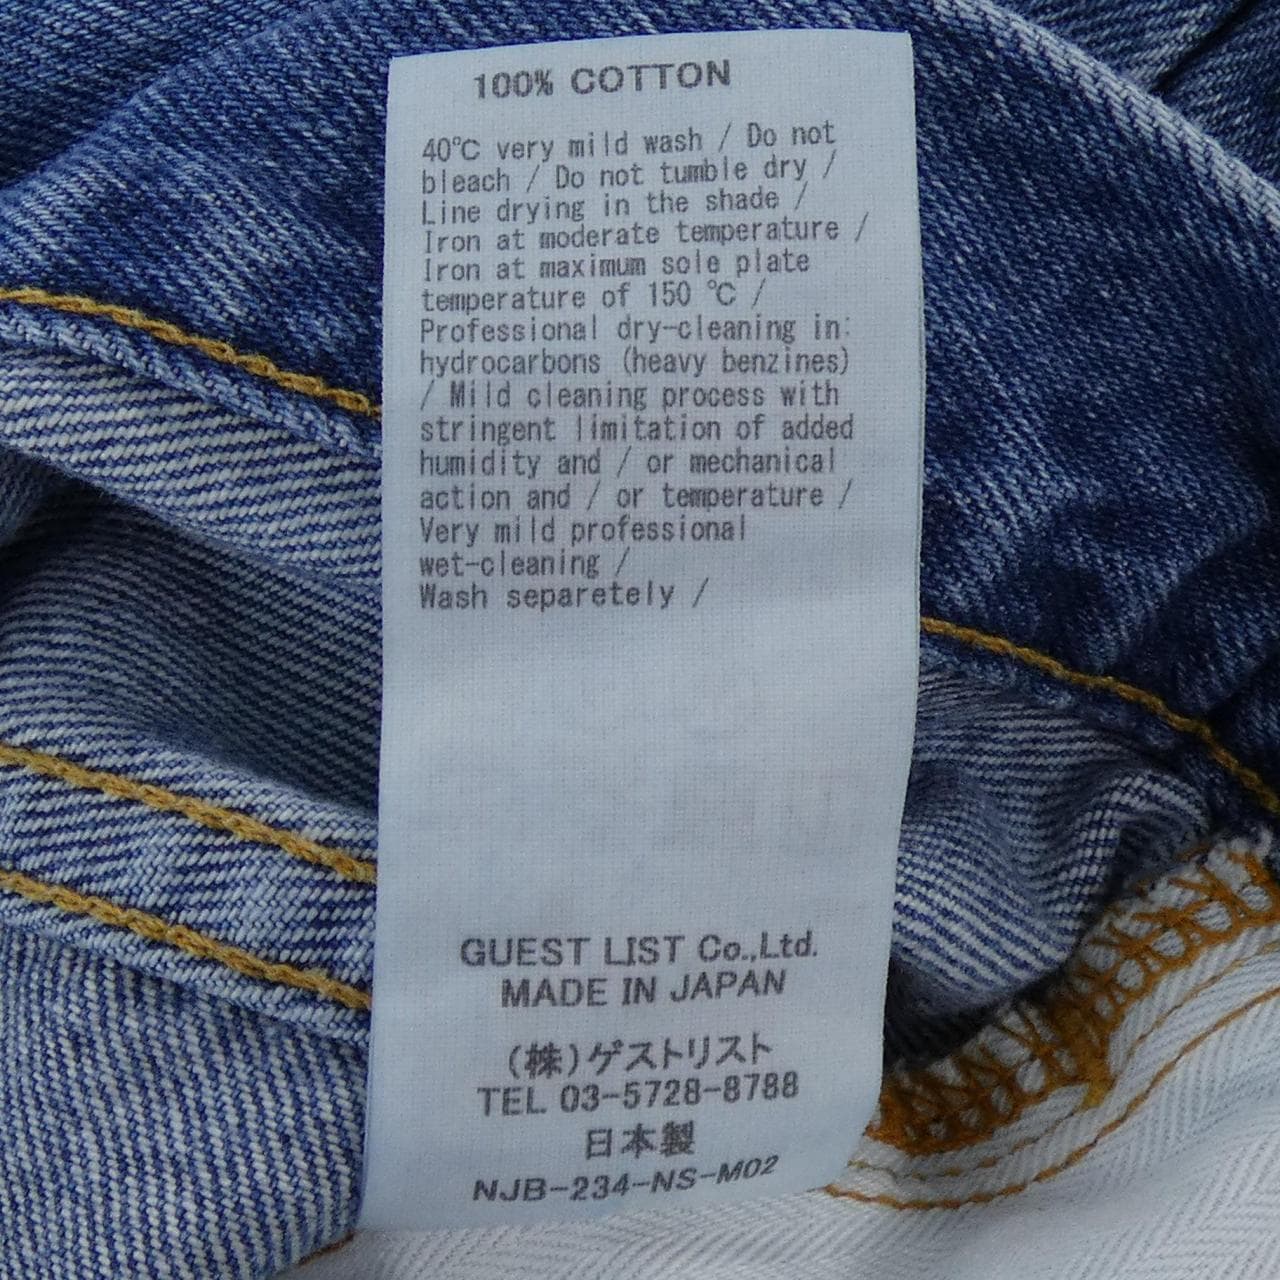 100% COTTON
40℃ very mild wash / Do not
bleach / Do not tumble dry /
Line drying in the shade /
Iron at moderate temperature /
Iron at maximum sole plate
temperature of 150 ℃ /
Professional dry-cleaning in:
hydrocarbons (heavy benzines)
/ Mild cleaning process with
stringent limitation of added
humidity and / or mechanical
action and / or temperature /
Very mild professional
wet-cleaning /
Wash separetely /
GUEST LIST Co.,Ltd.
MADE IN JAPAN
(株)ゲストリスト
TEL 03-5728-8788
日本製
NJB-234-NS-M02